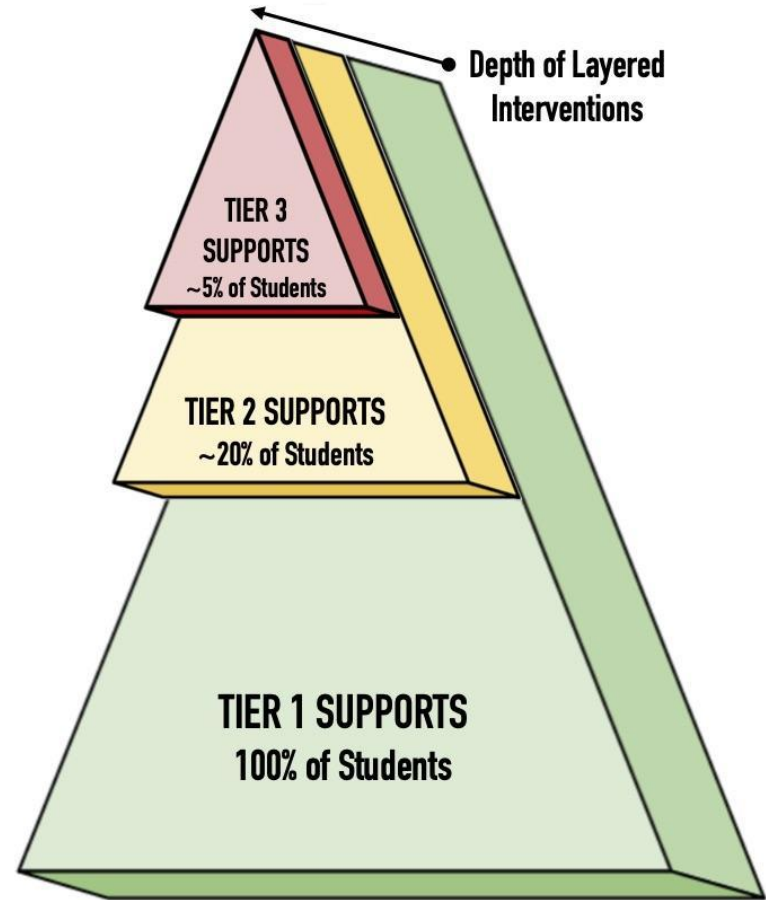 Depth of Layered
Interventions
TIER 3
SUPPORTS
~5% of Students
TIER 2 SUPPORTS
~20% of Students
TIER 1 SUPPORTS
100% of Students